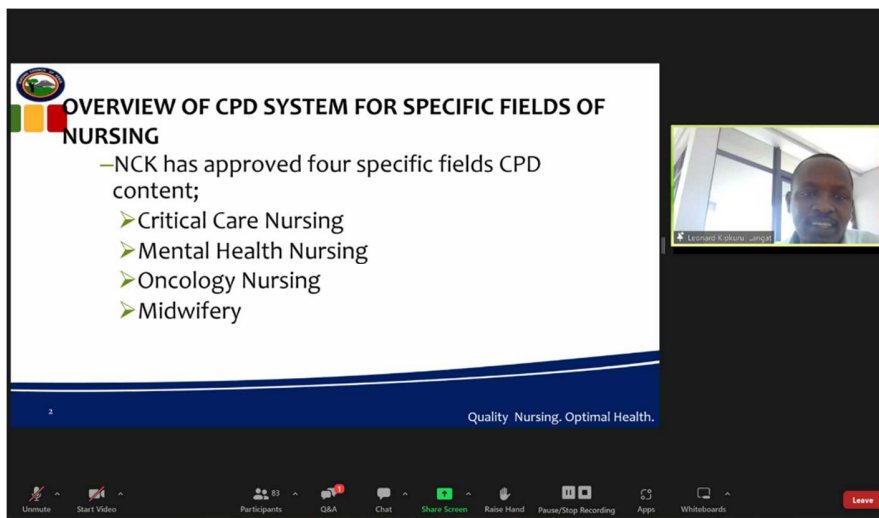 OVERVIEW OF CPD SYSTEM FOR SPECIFIC FIELDS OF
NURSING
–NCK has approved four specific fields CPD
content;
➢Critical Care Nursing
➢Mental Health Nursing
➢Oncology Nursing
➢Midwifery
2
Quality Nursing. Optimal Health.
Leonard
Unmute
Start Video
83
Participants
1
Q&A
Chat
Share Screen
Raise Hand
Pause/Stop Recording
Apps
Whiteboards
Leave